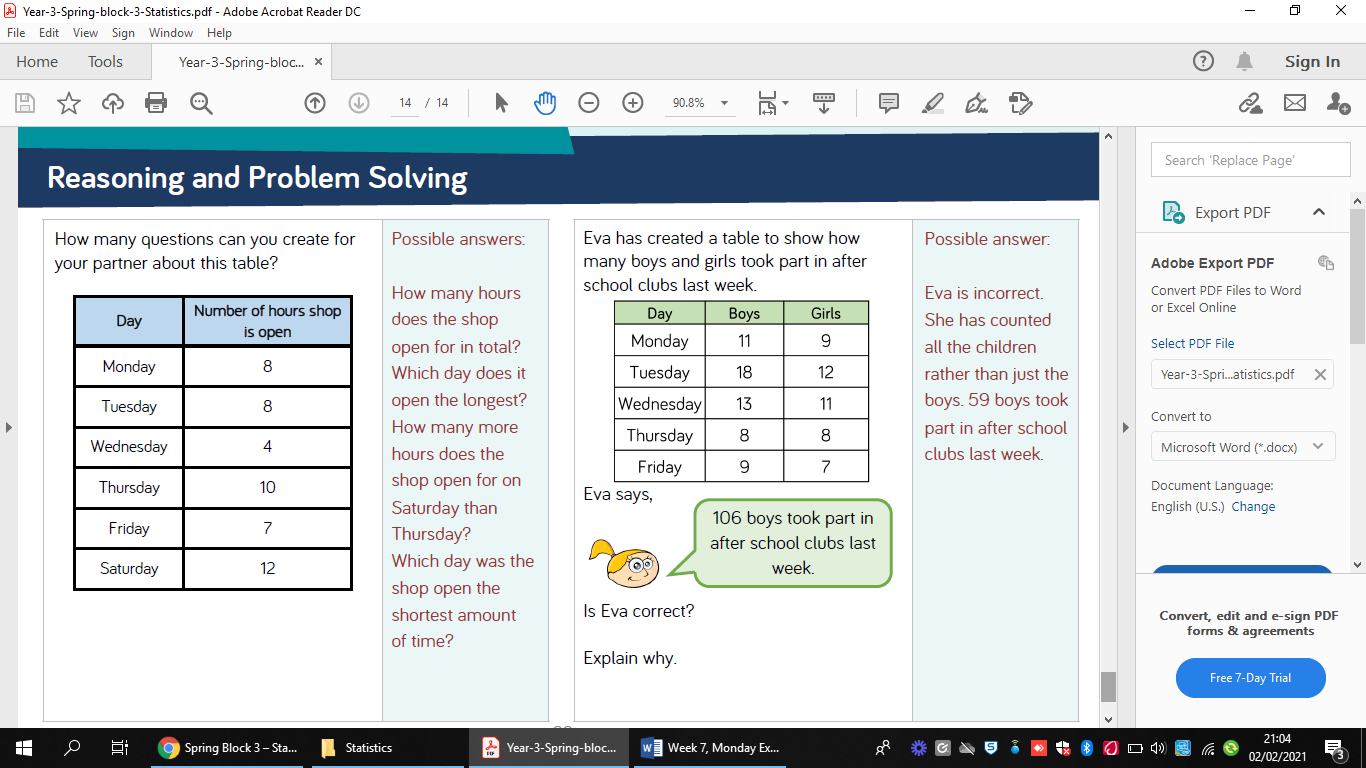 Year-3-Spring-block-3-Statistics.pdf - Adobe Acrobat Reader DC
File Edit View Sign Window Help
Home Tools Year-3-Spring-bloc... × Sign In
14 / 14 90.8%
Reasoning and Problem Solving
How many questions can you create for
your partner about this table?
Day Number of hours shop
is open
Monday 8
Tuesday 8
Wednesday 4
Thursday 10
Friday 7
Saturday 12
Possible answers:
How many hours
does the shop
open for in total?
Which day does it
open the longest?
How many more
hours does the
shop open for on
Saturday than
Thursday?
Which day was the
shop open the
shortest amount
of time?
Eva has created a table to show how
many boys and girls took part in after
school clubs last week.
Day Boys Girls
Monday 11 9
Tuesday 18 12
Wednesday 13 11
Thursday 8 8
Friday 9 7
Eva says,
106 boys took part in
after school clubs last
week.
Is Eva correct?
Explain why.
Possible answer:
Eva is incorrect.
She has counted
all the children
rather than just the
boys. 59 boys took
part in after school
clubs last week.
Search 'Replace Page'
Export PDF
Adobe Export PDF
Convert PDF Files to Word
or Excel Online
Select PDF File
Year-3-Spri...atistics.pdf
Convert to
Microsoft Word (*.docx)
Document Language:
English (U.S.) Change
Convert, edit and e-sign PDF
forms & agreements
Free 7-Day Trial
Spring Block 3 – Sta...
Statistics
Year-3-Spring-bloc...
Week 7, Monday Ex...
21:04
02/02/2021
3